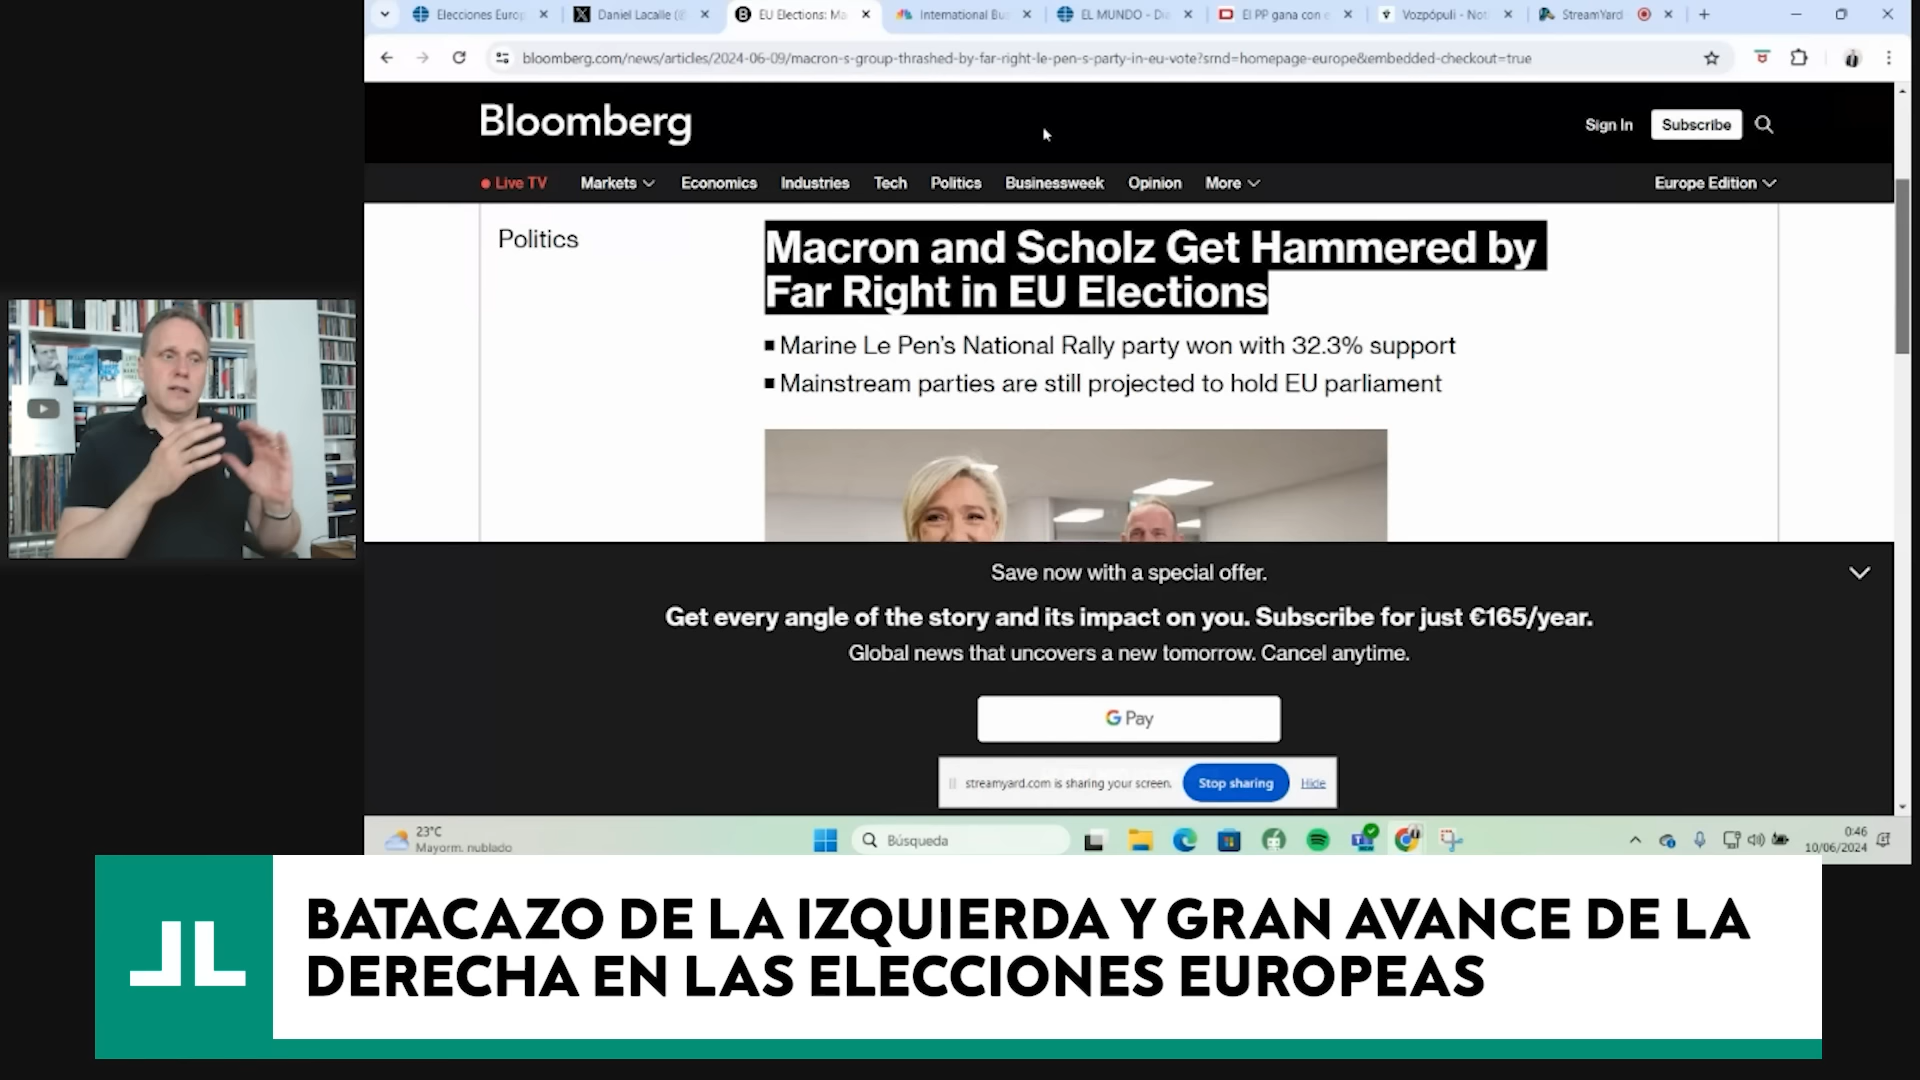 Elecciones Europ
Daniel Lacalle (@
EU Elections: Ma
International Bus
EL MUNDO - Di
El PP gana con
Vozpópuli - Not
StreamYard
bloomberg.com/news/articles/2024-06-09/macron-s-group-thrashed-by-far-right-le-pen-s-party-in-eu-vote?srnd=homepage-europe&embedded-checkout=true
Bloomberg
Sign In
Subscribe
Live TV
Markets
Economics
Industries
Tech
Politics
Businessweek
Opinion
More
Europe Edition
Politics
Macron and Scholz Get Hammered by
Far Right in EU Elections
Marine Le Pen's National Rally party won with 32.3% support
Mainstream parties are still projected to hold EU parliament
Save now with a special offer.
Get every angle of the story and its impact on you. Subscribe for just €165/year.
Global news that uncovers a new tomorrow. Cancel anytime.
G Pay
streamyard.com is sharing your screen.
Stop sharing
Hide
23°C
Mayorm. nublado
Búsqueda
0:46
10/06/2024
BATACAZO DE LA IZQUIERDA Y GRAN AVANCE DE LA
DERECHA EN LAS ELECCIONES EUROPEAS